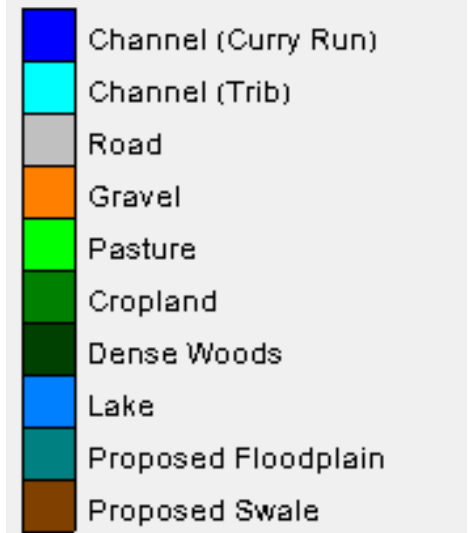 Channel (Curry Run)
Channel (Trib)
Road
Gravel
Pasture
Cropland
Dense Woods
Lake
Proposed Floodplain
Proposed Swale